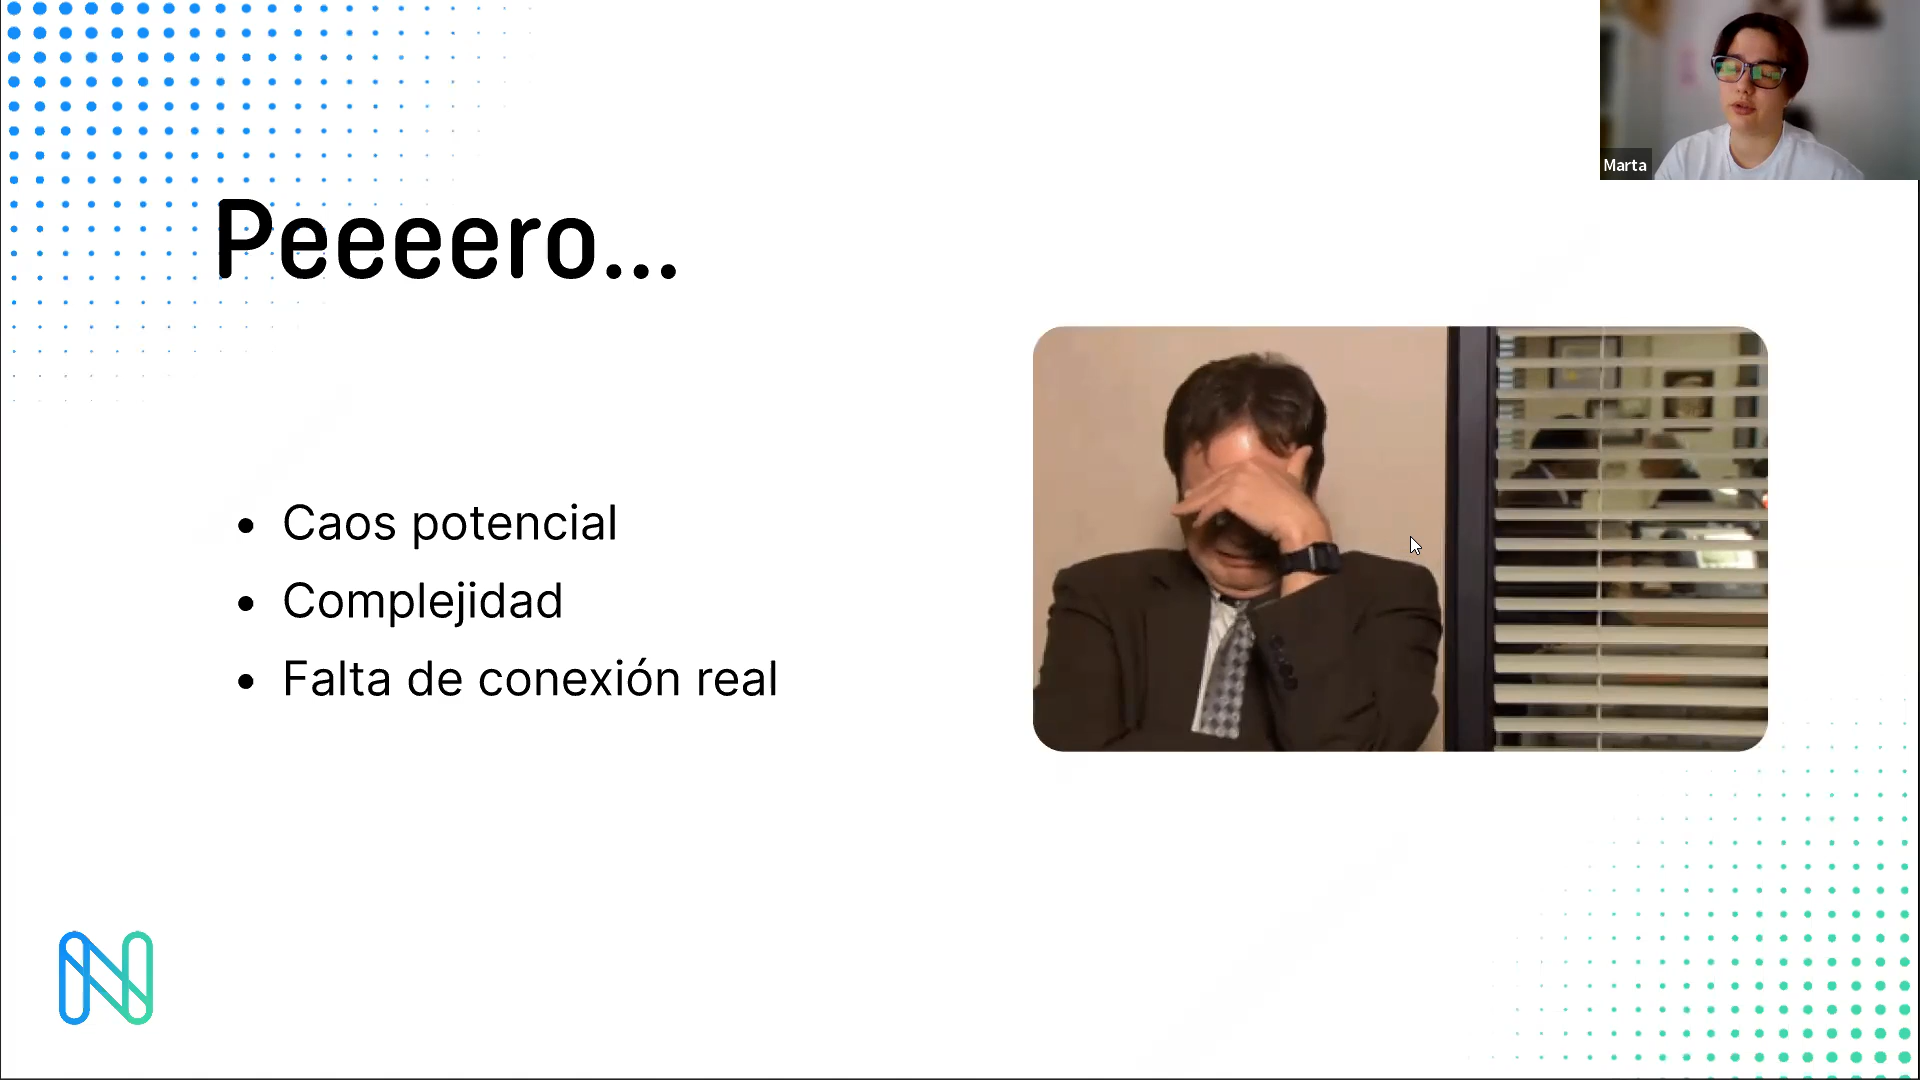 Marta
Peeeero...
• Caos potencial
• Complejidad
• Falta de conexión real